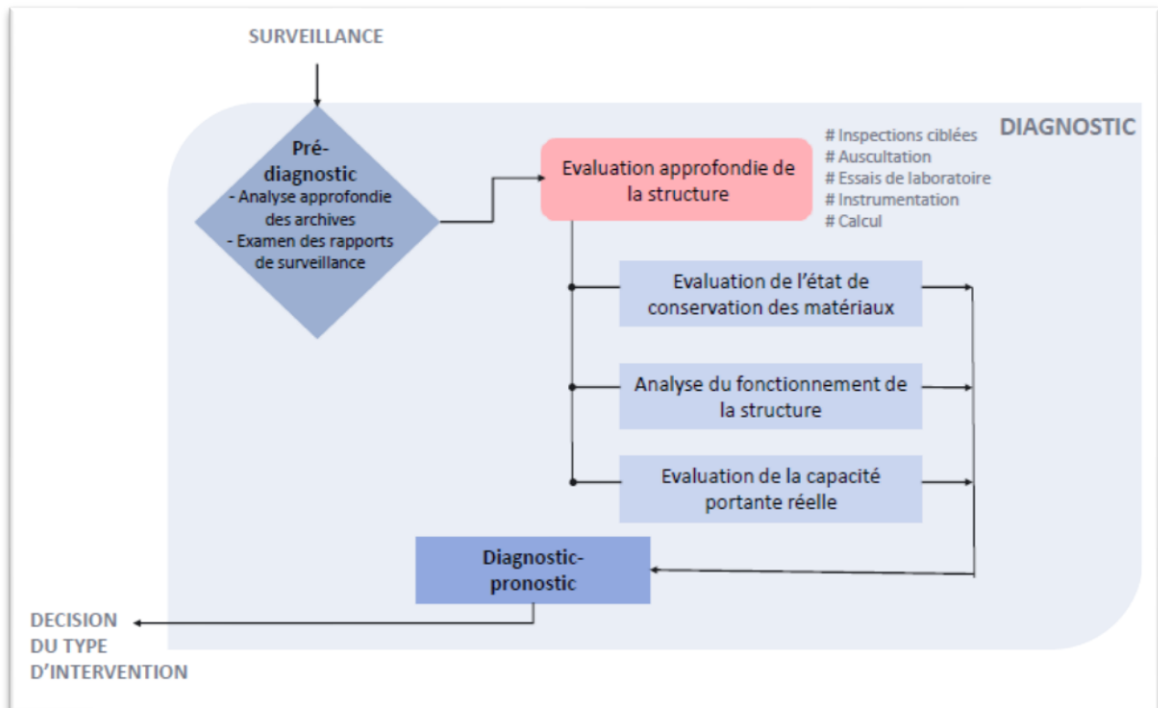 SURVEILLANCE
DIAGNOSTIC
Pré-
diagnostic
- Analyse approfondie
des archives
- Examen des rapports
de surveillance
Evaluation approfondie de
la structure
# Inspections ciblées
# Auscultation
# Essais de laboratoire
# Instrumentation
# Calcul
Evaluation de l'état de
conservation des matériaux
Analyse du fonctionnement de
la structure
Evaluation de la capacité
portante réelle
Diagnostic-
pronostic
DECISION
DU TYPE
D'INTERVENTION